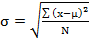 σ = √(∑(x−μ)²/N)